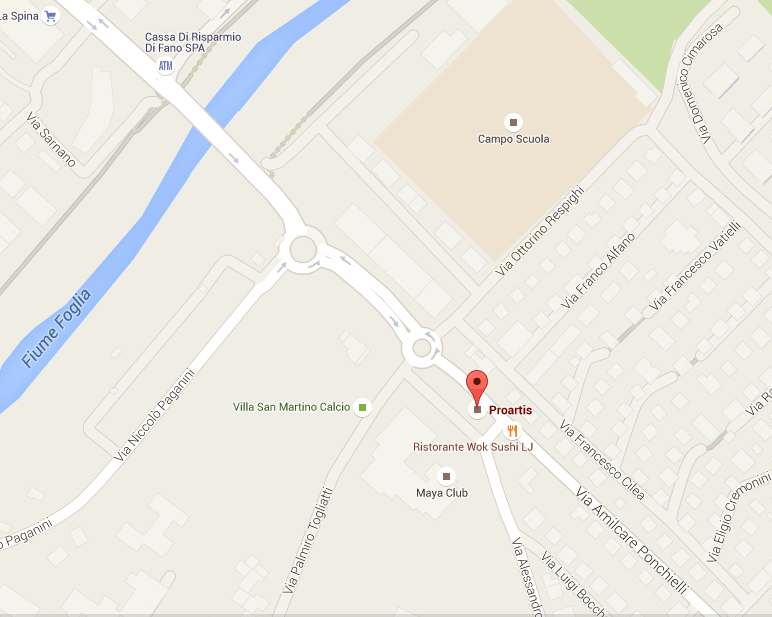 La Spina
Cassa Di Risparmio
Di Fano SPA
ATM
Via Sarnano
Campo Scuola
Via Domenico Cimarosa
Via Ottorino Respighi
Via Franco Alfano
Via Francesco Vatielli
Fiume Foglia
Via Niccolò Paganini
Villa San Martino Calcio
Proartis
Ristorante Wok Sushi LJ
Maya Club
Via Francesco Cilea
Via Amilcare Ponchielli
Via Eligio Cremonini
Via Palmiro Togliatti
Via Alessandro
Via Luigi Bocch
Paganini